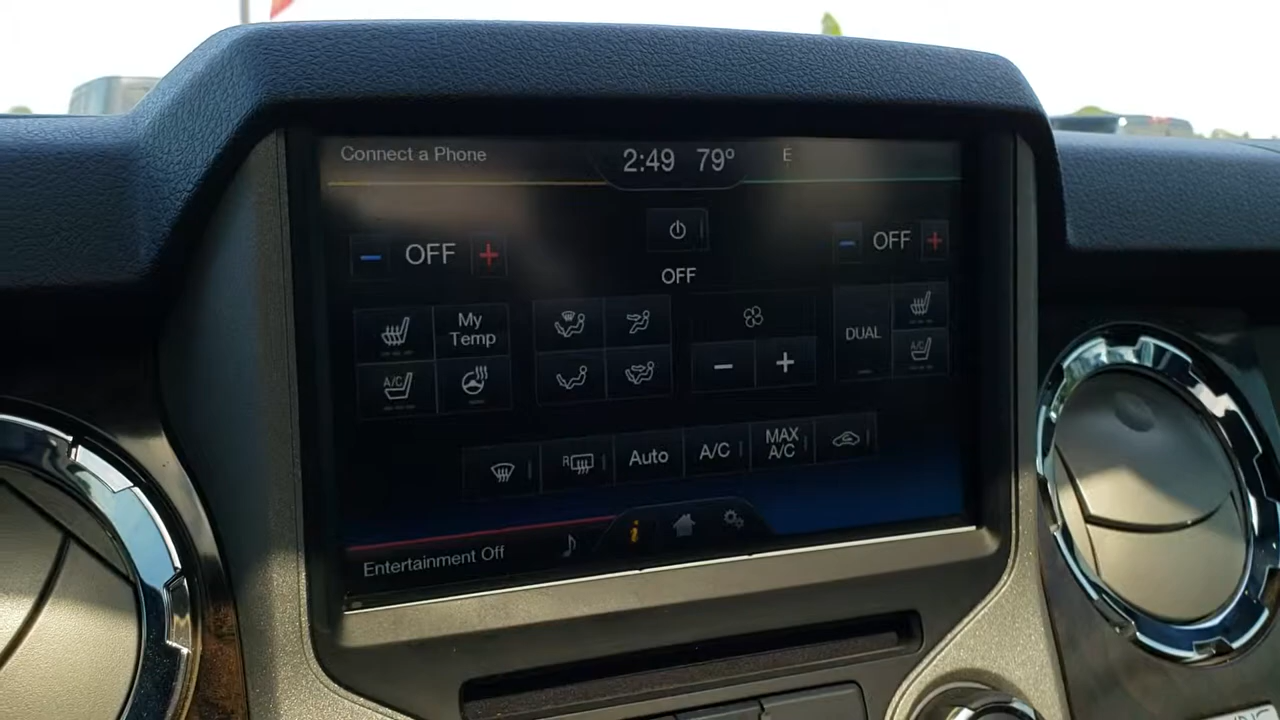 Connect a Phone
2:49 79° E
− OFF +
OFF
− OFF +
My
Temp
DUAL
A/C
A/C
− +
R
Auto
A/C
MAX
A/C
i
Entertainment Off